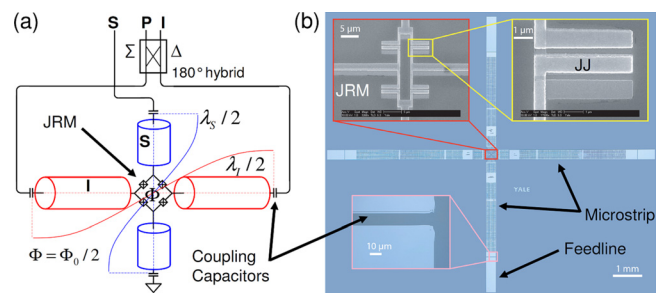 (a)
S P I
Σ Δ
180° hybrid
JRM
λS/2
S
λI/2
I
Φ
Φ=Φ0/2
Coupling
Capacitors
(b)
5 µm
JRM
1 µm
JJ
YALE
Microstrip
10 µm
Feedline
1 mm